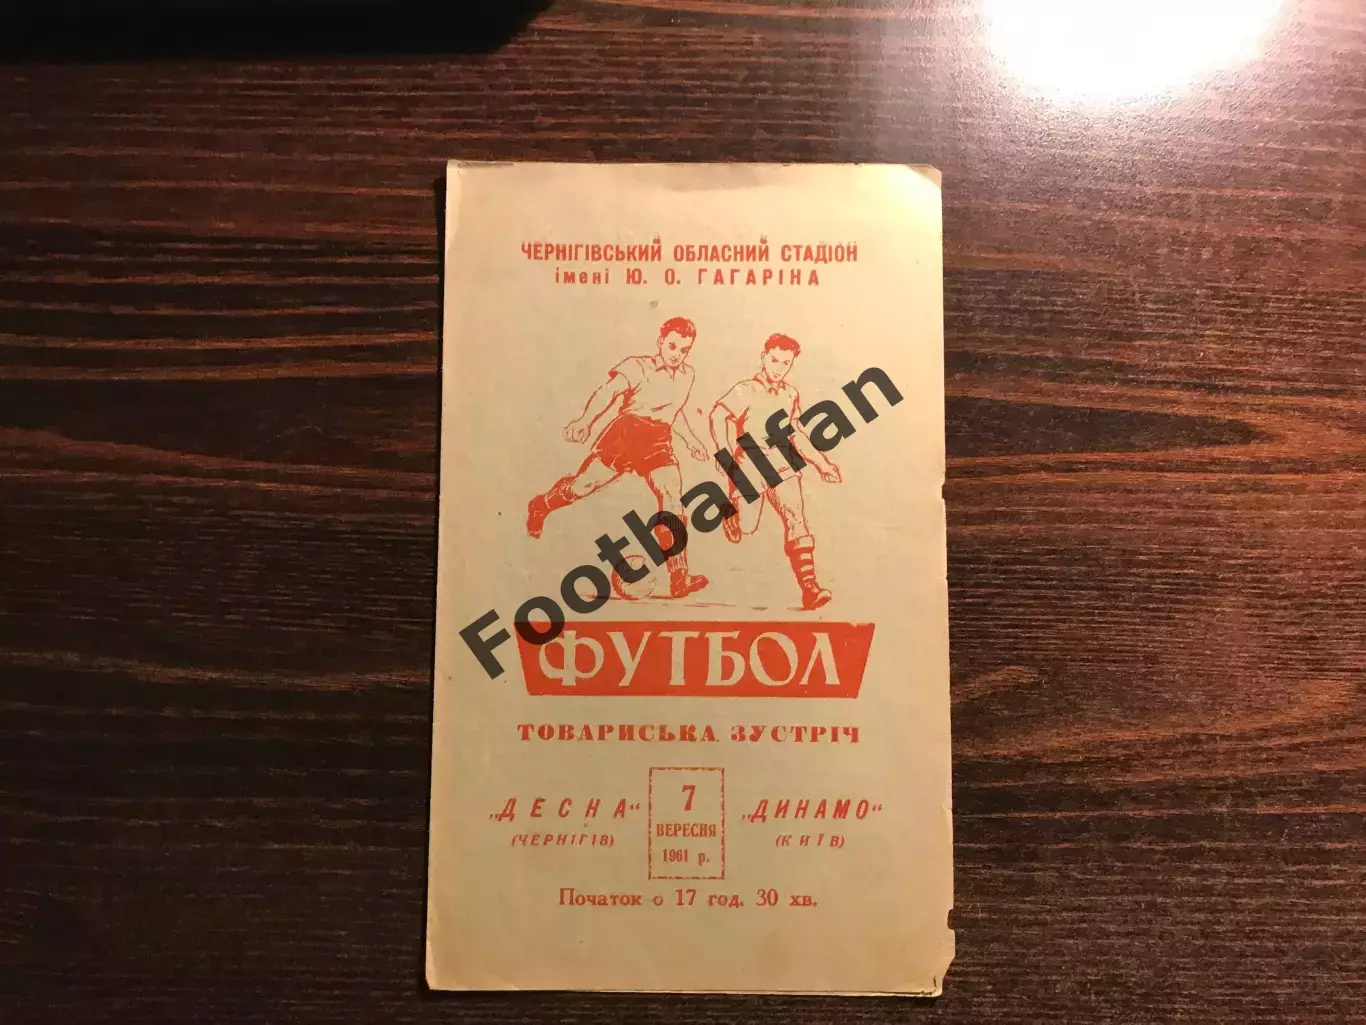 ЧЕРНІГІВСЬКИЙ ОБЛАСНИЙ СТАДІОН
імені Ю. О. ГАГАРІНА
Footballfan
ФУТБОЛ
ТОВАРИСЬКА ЗУСТРІЧ
„ДЕСНА“
(ЧЕРНІГІВ)
7
ВЕРЕСНЯ
1961 р.
„ДИНАМО“
(КИЇВ)
Початок о 17 год. 30 хв.